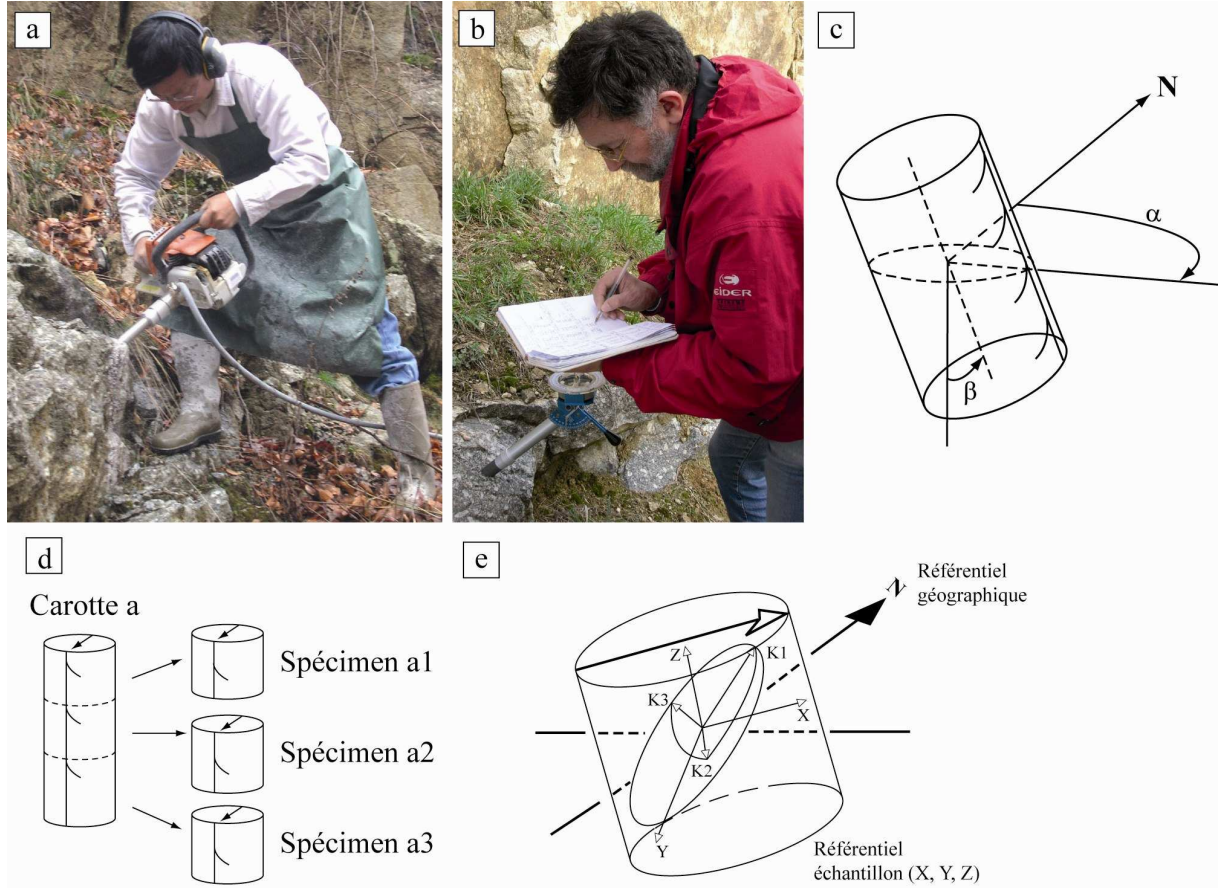 a
b
c
EiDER
N
α
β
d
e
Carotte a
Spécimen a1
Spécimen a2
Spécimen a3
N
Référentiel
géographique
Z
K1
K3
X
K2
Y
Référentiel
échantillon (X, Y, Z)